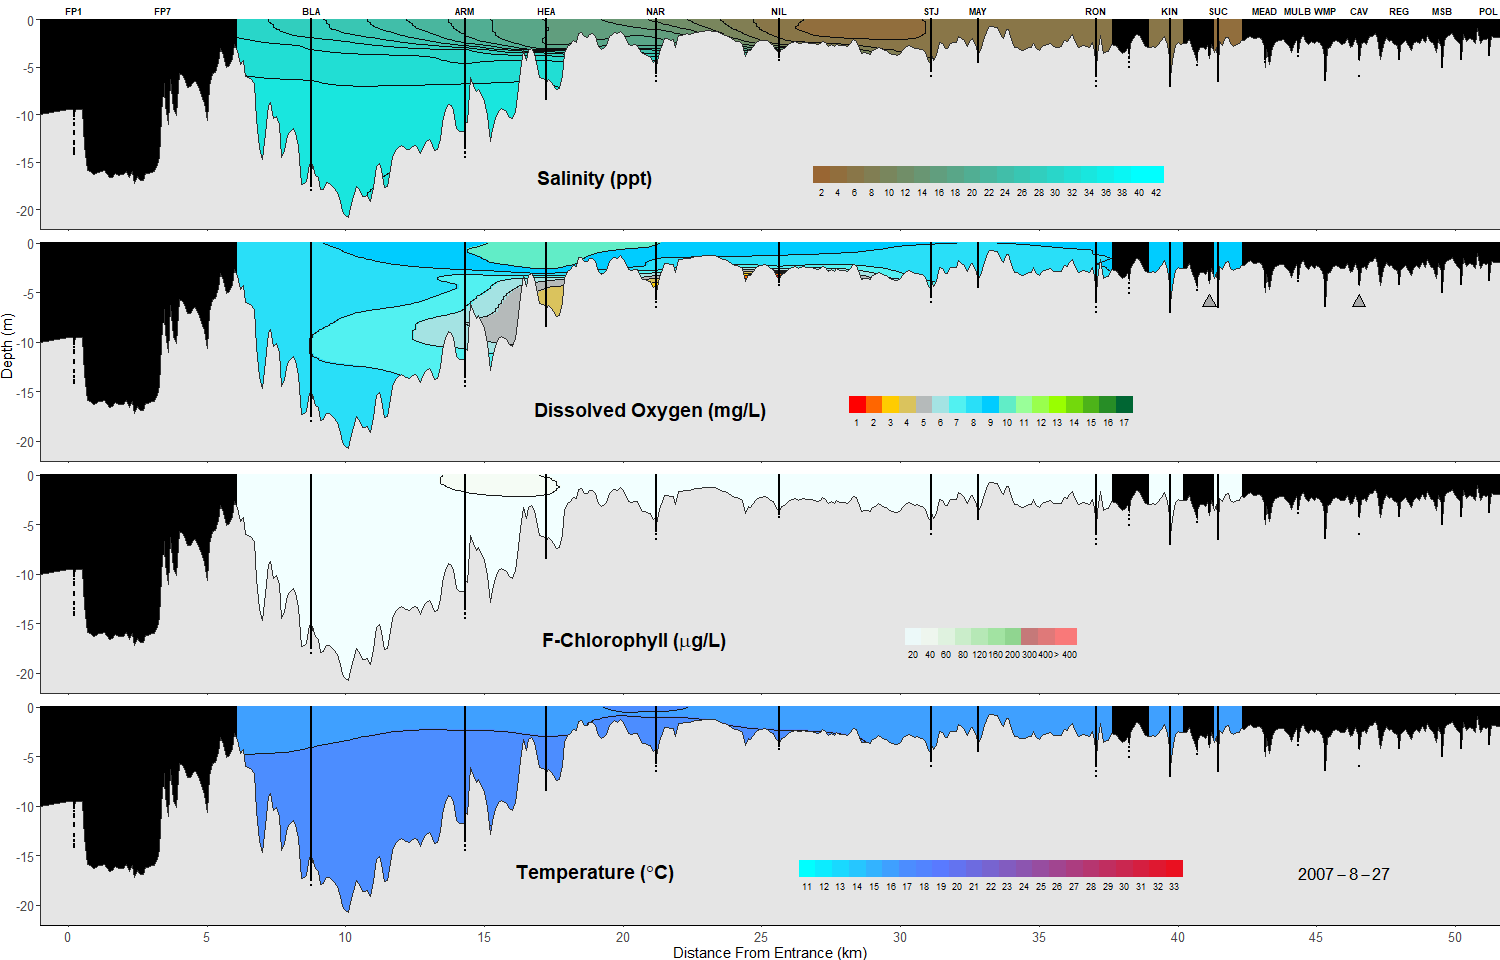 FP1 FP7 BLA ARM HEA NAR NIL STJ MAY RON KIN SUC MEAD MULB WMP CAV REG MSB POL
0
-5
-10
-15
-20
Salinity (ppt)
2 4 6 8 10 12 14 16 18 20 22 24 26 28 30 32 34 36 38 40 42
0
-5
-10
-15
-20
Depth (m)
Dissolved Oxygen (mg/L)
1 2 3 4 5 6 7 8 9 10 11 12 13 14 15 16 17
0
-5
-10
-15
-20
F-Chlorophyll (μg/L)
20 40 60 80 120 160 200 300 400 > 400
0
-5
-10
-15
-20
Temperature (°C)
11 12 13 14 15 16 17 18 19 20 21 22 23 24 25 26 27 28 29 30 31 32 33
2007-8-27
0 5 10 15 20 25 30 35 40 45 50
Distance From Entrance (km)